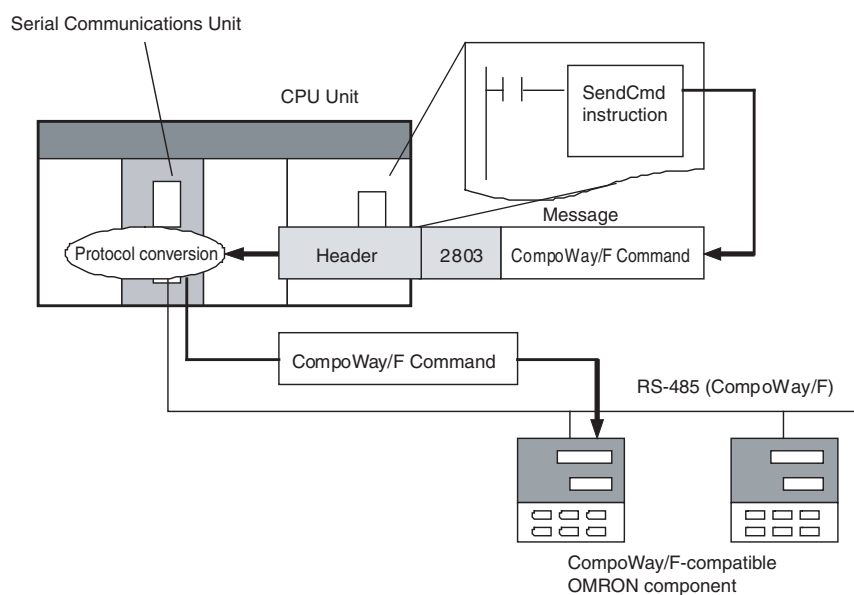 Serial Communications Unit
CPU Unit
SendCmd
instruction
Message
Protocol conversion
Header
2803
CompoWay/F Command
CompoWay/F Command
RS-485 (CompoWay/F)
CompoWay/F-compatible
OMRON component